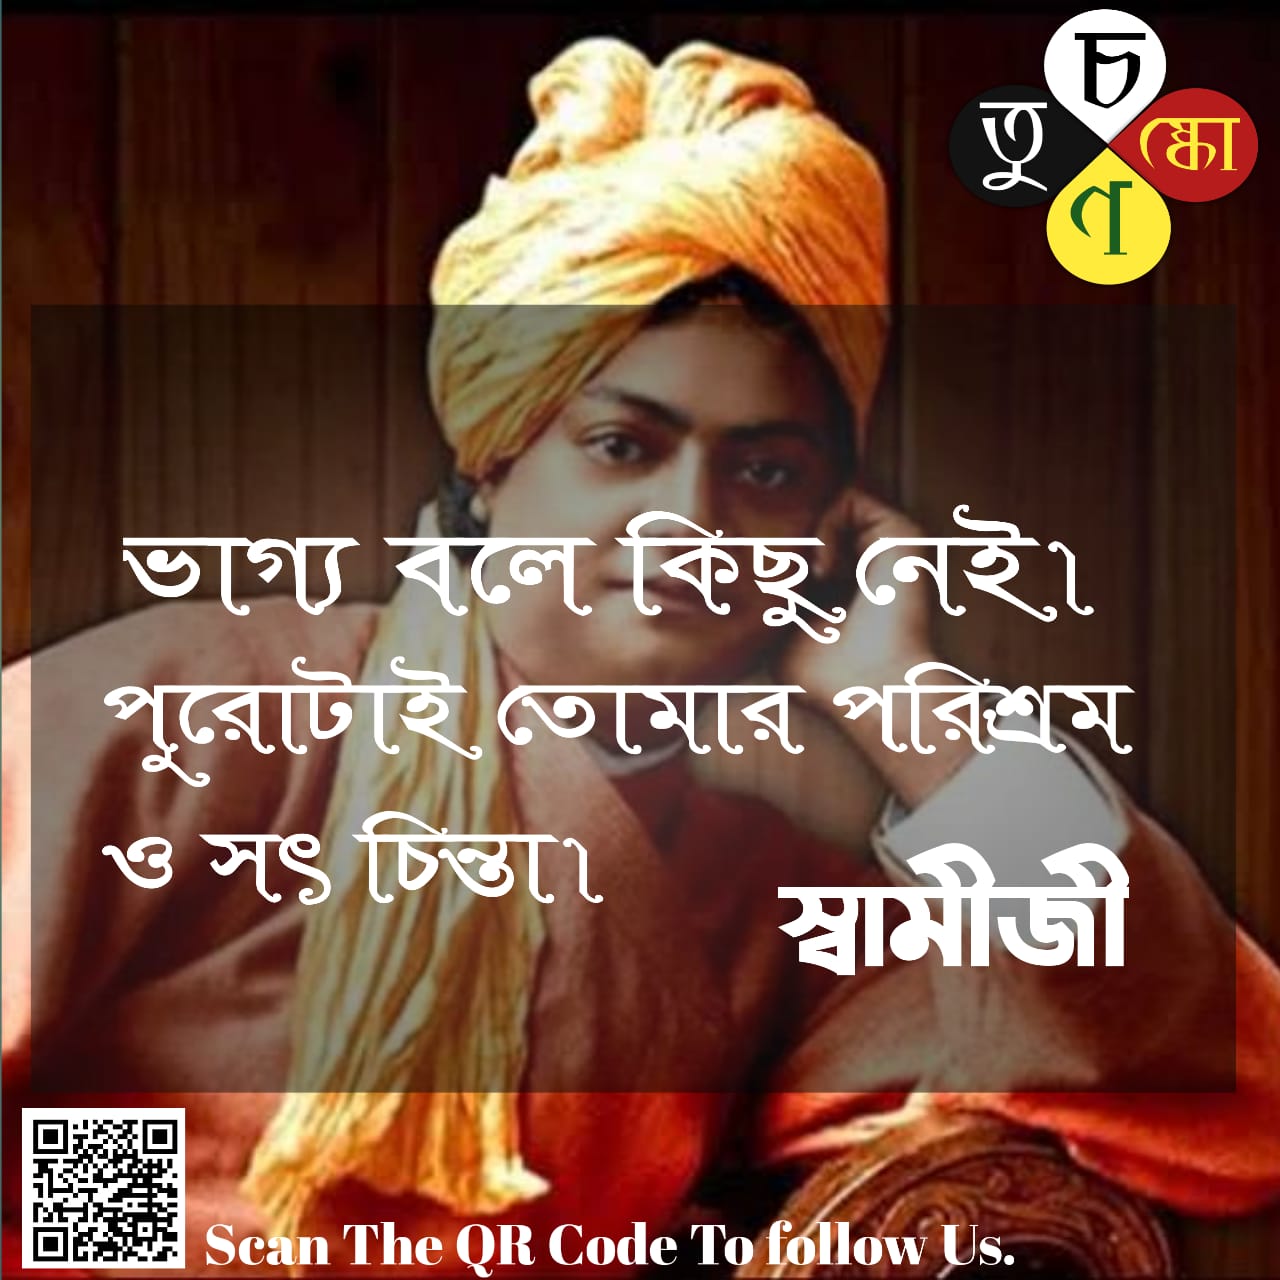 চ
তু
ষ্কো
ণ
ভাগ্য বলে কিছু নেই।
পুরোটাই তোমার পরিশ্রম
ও সৎ চিন্তা।
স্বামীজী
Scan The QR Code To follow Us.